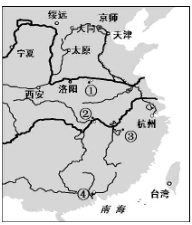 绥远
京师
大同
天津
宁夏
太原
西安
洛阳
①
②
杭州
③
④
台湾
南海